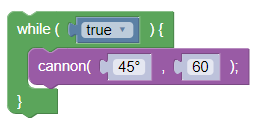 while ( true ▾ ) {
cannon( 45° , 60 );
}